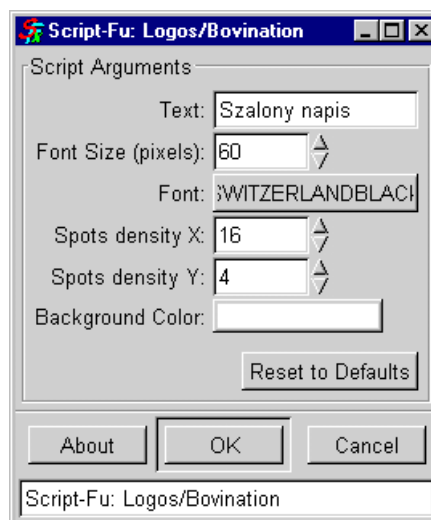 Script-Fu: Logos/Bovination
Script Arguments
Text: Szalony napis
Font Size (pixels): 60
Font: SWITZERLANDBLACK
Spots density X: 16
Spots density Y: 4
Background Color:
Reset to Defaults
About OK Cancel
Script-Fu: Logos/Bovination